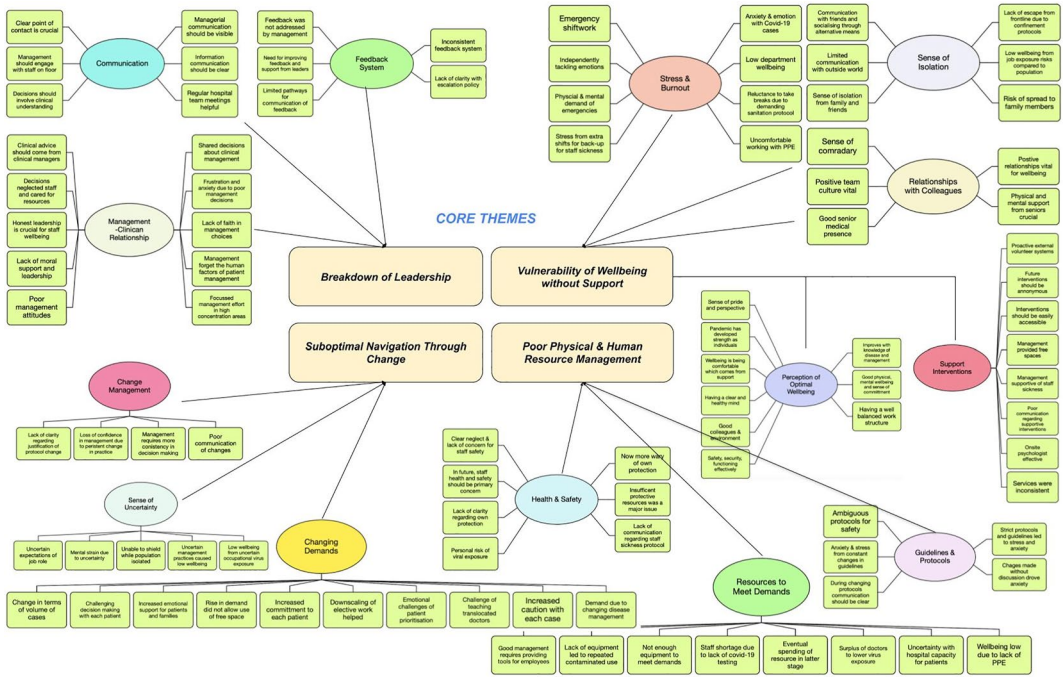 Clear point of
contact is crucial
Management
should engage
with staff on floor
Decisions should
involve clinical
understanding
Communication
Managerial
communication
should be visible
Information
communication
should be clear
Regular hospital
team meetings
helpful
Feedback was
not addressed
by management
Need for improving
feedback and
support from leaders
Limited pathways
for communication
of feedback
Feedback
System
Inconsistent
feedback system
Lack of clarity with
escalation policy
Emergency
shiftwork
Independently
tackling emotions
Physcial & mental
demand of
emergencies
Stress from extra
shifts for back-up
for staff sickness
Stress &
Burnout
Anxiety & emotion
with Covid-19
cases
Low department
wellbeing
Reluctance to take
breaks due to
demanding
sanitation protocol
Uncomfortable
working with PPE
Communication
with friends and
socialising through
alternative means
Limited
communication
with outside world
Sense of isolation
from family and
friends
Sense of
Isolation
Lack of escape from
frontline due to
confinement
protocols
Low wellbeing from
job exposure risks
compared to
population
Risk of spread to
family members
Clinical advice
should come from
clinical managers
Decisions
neglected staff
and cared for
resources
Honest leadership
is crucial for staff
wellbeing
Lack of moral
support and
leadership
Poor
management
attitudes
Management
-Clinican
Relationship
Shared decisions
about clinical
management
Frustration and
anxiety due to poor
management
decisions
Lack of faith in
management
choices
Management
forget the human
factors of patient
management
Focussed
management effort in
high concentration areas
Sense of
comradary
Positive team
culture vital
Good senior
medical
presence
Relationships
with Colleagues
Postive
relationships vital
for wellbeing
Physical and
mental support
from seniors
crucial
CORE THEMES
Breakdown of Leadership
Vulnerability of Wellbeing
without Support
Suboptimal Navigation Through
Change
Poor Physical & Human
Resource Management
Sense of pride
and perspective
Pandemic has
developed
strength as
individuals
Wellbeing is being
comfortable
which comes from
support
Having a clear and
healthy mind
Good
colleagues &
environment
Safety, security,
functioning
effectively
Perception of
Optimal
Wellbeing
Improves with
knowledge of
disease and
management
Good physical,
mental wellbeing
and sense of
commitment
Having a well
balanced work
structure
Support
Interventions
Proactive external
volunteer systems
Future
interventions
should be
annonymous
Interventions
should be easily
accessible
Management
provided free
spaces
Management
supportive of staff
sickness
Poor
communication
regarding
supportive
interventions
Onsite
psychologist
effective
Services were
inconsistent
Change
Management
Lack of clarity
regarding
justification of
protocol change
Loss of confidence
in management due
to peristent change
in practice
Management
requires more
consistency in
decision making
Poor
communication
of changes
Sense of
Uncertainty
Uncertain
expectations of
job role
Mental strain due
to uncertainty
Unable to shield
while population
isolated
Uncertain
management
practices caused
low wellbeing
Low wellbeing
from uncertain
occupational virus
exposure
Changing
Demands
Change in terms
of volume of
cases
Challenging
decision making
with each patient
Increased emotional
support for patients
and families
Rise in demand
did not allow use
of free space
Increased
commitment to
each patient
Downscaling of
elective work
helped
Emotional
challenges of
patient
prioritisation
Challenge of
teaching
translocated
doctors
Increased
caution with
each case
Demand due to
changing disease
management
Clear neglect &
lack of concern for
staff safety
In future, staff
health and safety
should be primary
concern
Lack of clarity
regarding own
protection
Personal risk of
viral exposure
Health & Safety
Now more wary
of own
protection
Insufficent
protective
resources was a
major issue
Lack of
communication
regarding staff
sickness protocol
Resources to
Meet Demands
Good management
requires providing
tools for employees
Lack of equipment
led to repeated
contaminated use
Not enough
equipment to
meet demands
Staff shortage due
to lack of covid-19
testing
Eventual
spending of
resource in latter
stage
Surplus of doctors
to lower virus
exposure
Uncertainty with
hospital capacity
for patients
Wellbeing low
due to lack of
PPE
Ambiguous
protocols for
safety
Anxiety & stress
from constant
changes in
guidelines
During changing
protocols
communication
should be clear
Guidelines &
Protocols
Strict protocols
and guidelines led
to stress and
anxiety
Chages made
without
discussion drove
anxiety